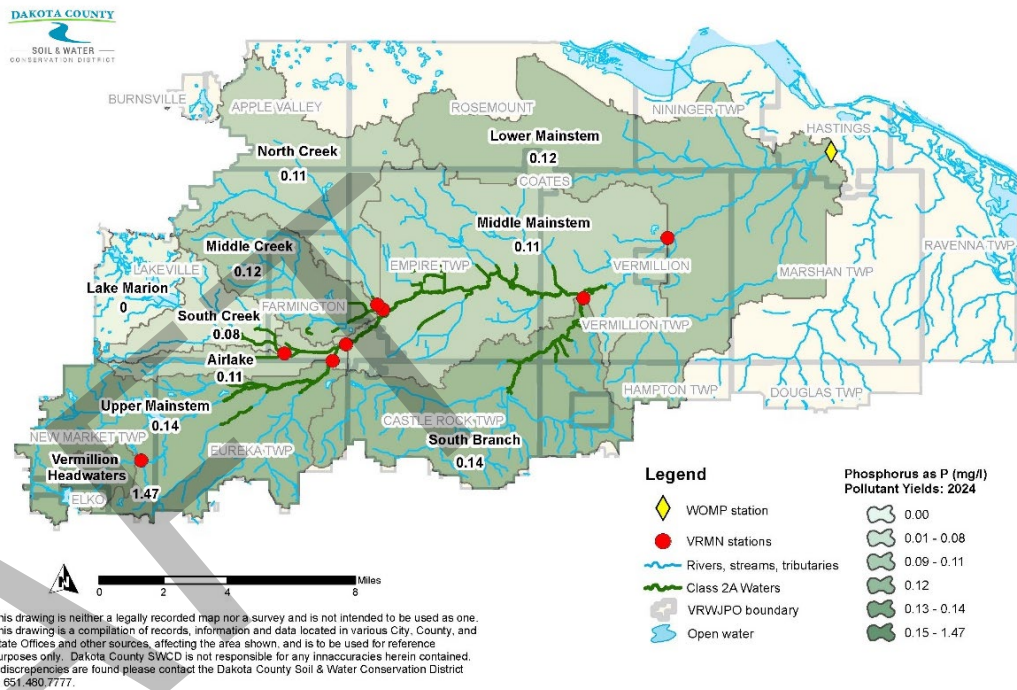 DAKOTA COUNTY
SOIL & WATER
CONSERVATION DISTRICT
BURNSVILLE
APPLE VALLEY
ROSEMOUNT
NININGER TWP
HASTINGS
Lower Mainstem
0.12
North Creek
0.11
COATES
Middle Mainstem
0.11
Middle Creek
0.12
RAVENNA TWP
LAKEVILLE
EMPIRE TWP
VERMILLION
MARSHAN TWP
Lake Marion
0
FARMINGTON
South Creek
0.08
VERMILLION TWP
Airlake
0.11
HAMPTON TWP
DOUGLAS TWP
Upper Mainstem
0.14
CASTLE ROCK TWP
NEW MARKET TWP
EUREKA TWP
South Branch
0.14
Vermillion
Headwaters
1.47
ELKO
Legend
WOMP station
VRMN stations
Rivers, streams, tributaries
Class 2A Waters
VRWJPO boundary
Open water
Phosphorus as P (mg/l)
Pollutant Yields: 2024
0.00
0.01 - 0.08
0.09 - 0.11
0.12
0.13 - 0.14
0.15 - 1.47
N
Miles
0 2 4 8
his drawing is neither a legally recorded map nor a survey and is not intended to be used as one.
his drawing is a compilation of records, information and data located in various City, County, and
tate Offices and other sources, affecting the area shown, and is to be used for reference
urposes only. Dakota County SWCD is not responsible for any innaccuracies herein contained.
discrepencies are found please contact the Dakota County Soil & Water Conservation District
651.480.7777.